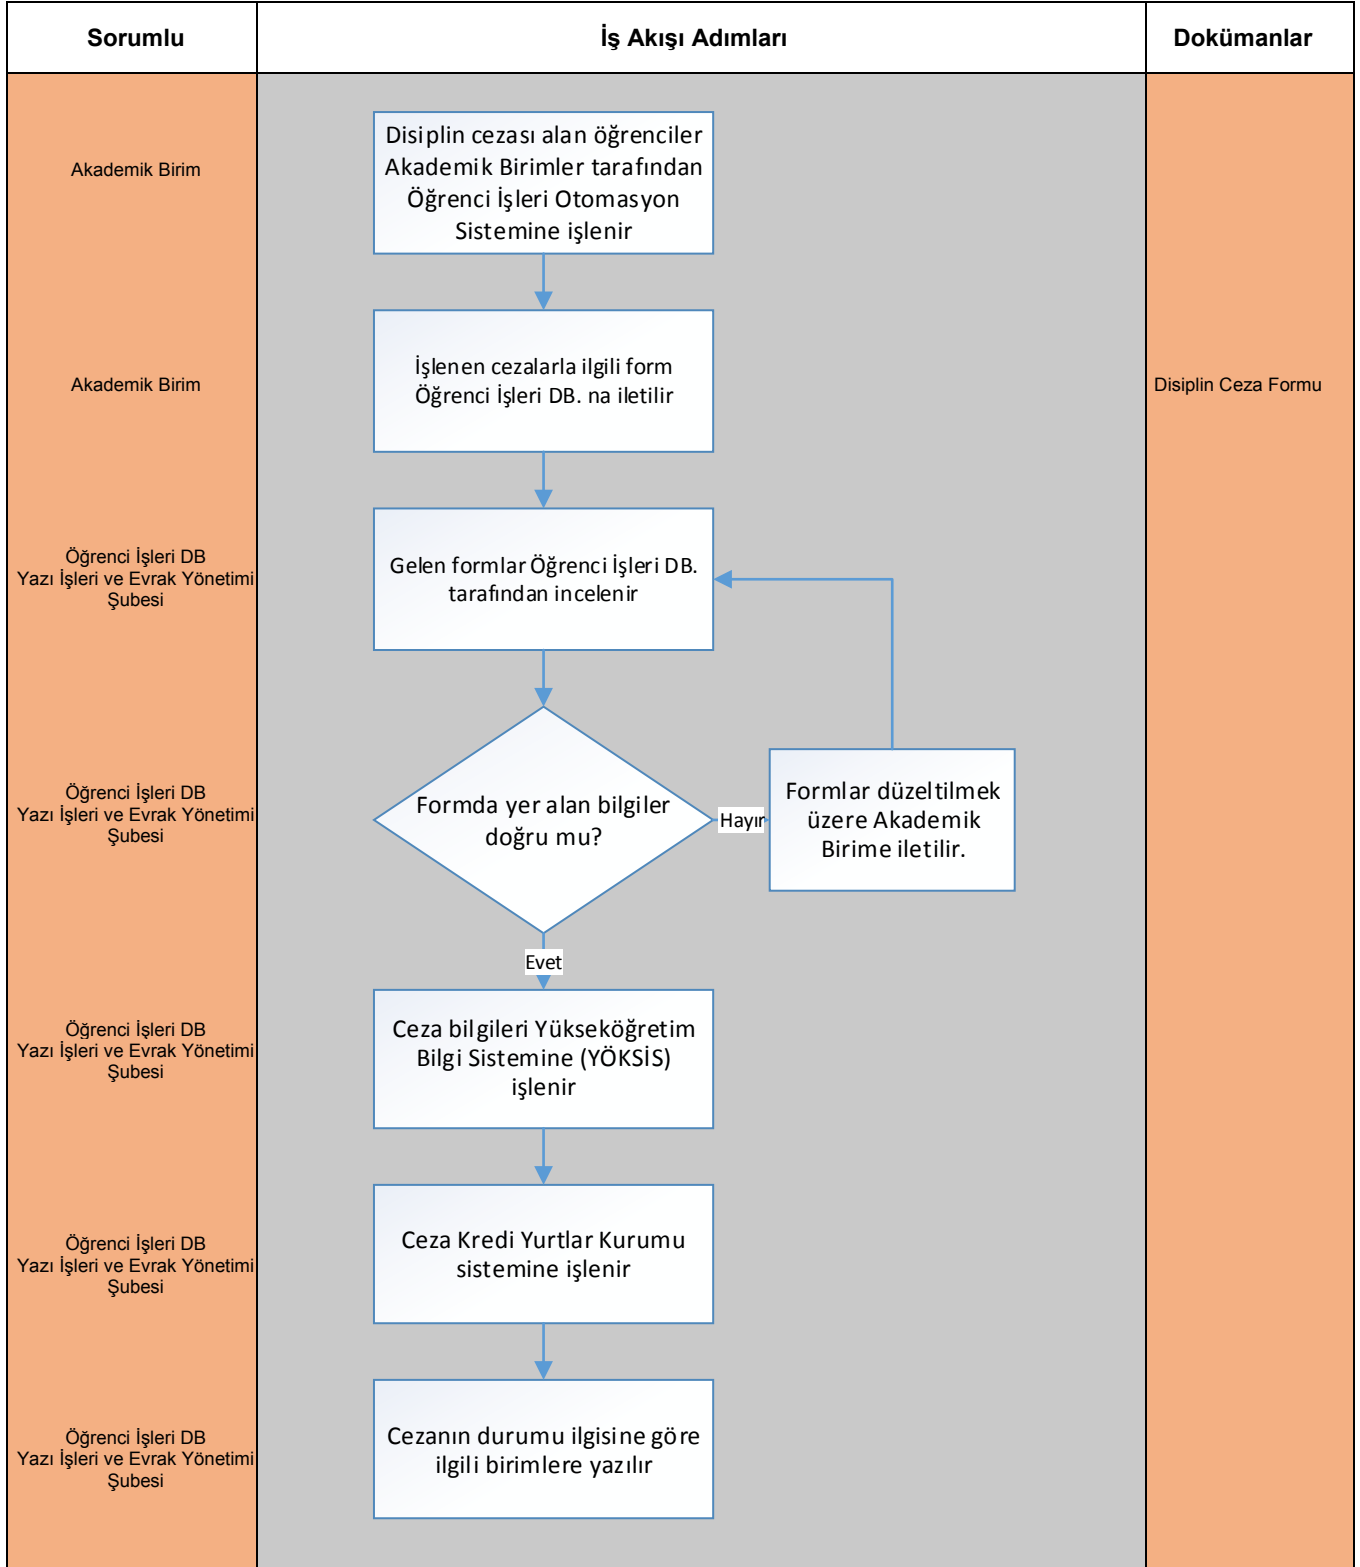 Sorumlu
İş Akışı Adımları
Dokümanlar
Akademik Birim
Disiplin cezası alan öğrenciler
Akademik Birimler tarafından
Öğrenci İşleri Otomasyon
Sistemine işlenir
Akademik Birim
İşlenen cezalarla ilgili form
Öğrenci İşleri DB. na iletilir
Disiplin Ceza Formu
Öğrenci İşleri DB
Yazı İşleri ve Evrak Yönetimi
Şubesi
Gelen formlar Öğrenci İşleri DB.
tarafından incelenir
Öğrenci İşleri DB
Yazı İşleri ve Evrak Yönetimi
Şubesi
Formda yer alan bilgiler
doğru mu?
Hayır
Formlar düzeltilmek
üzere Akademik
Birime iletilir.
Evet
Öğrenci İşleri DB
Yazı İşleri ve Evrak Yönetimi
Şubesi
Ceza bilgileri Yükseköğretim
Bilgi Sistemine (YÖKSİS)
işlenir
Öğrenci İşleri DB
Yazı İşleri ve Evrak Yönetimi
Şubesi
Ceza Kredi Yurtlar Kurumu
sistemine işlenir
Öğrenci İşleri DB
Yazı İşleri ve Evrak Yönetimi
Şubesi
Cezanın durumu ilgisine göre
ilgili birimlere yazılır